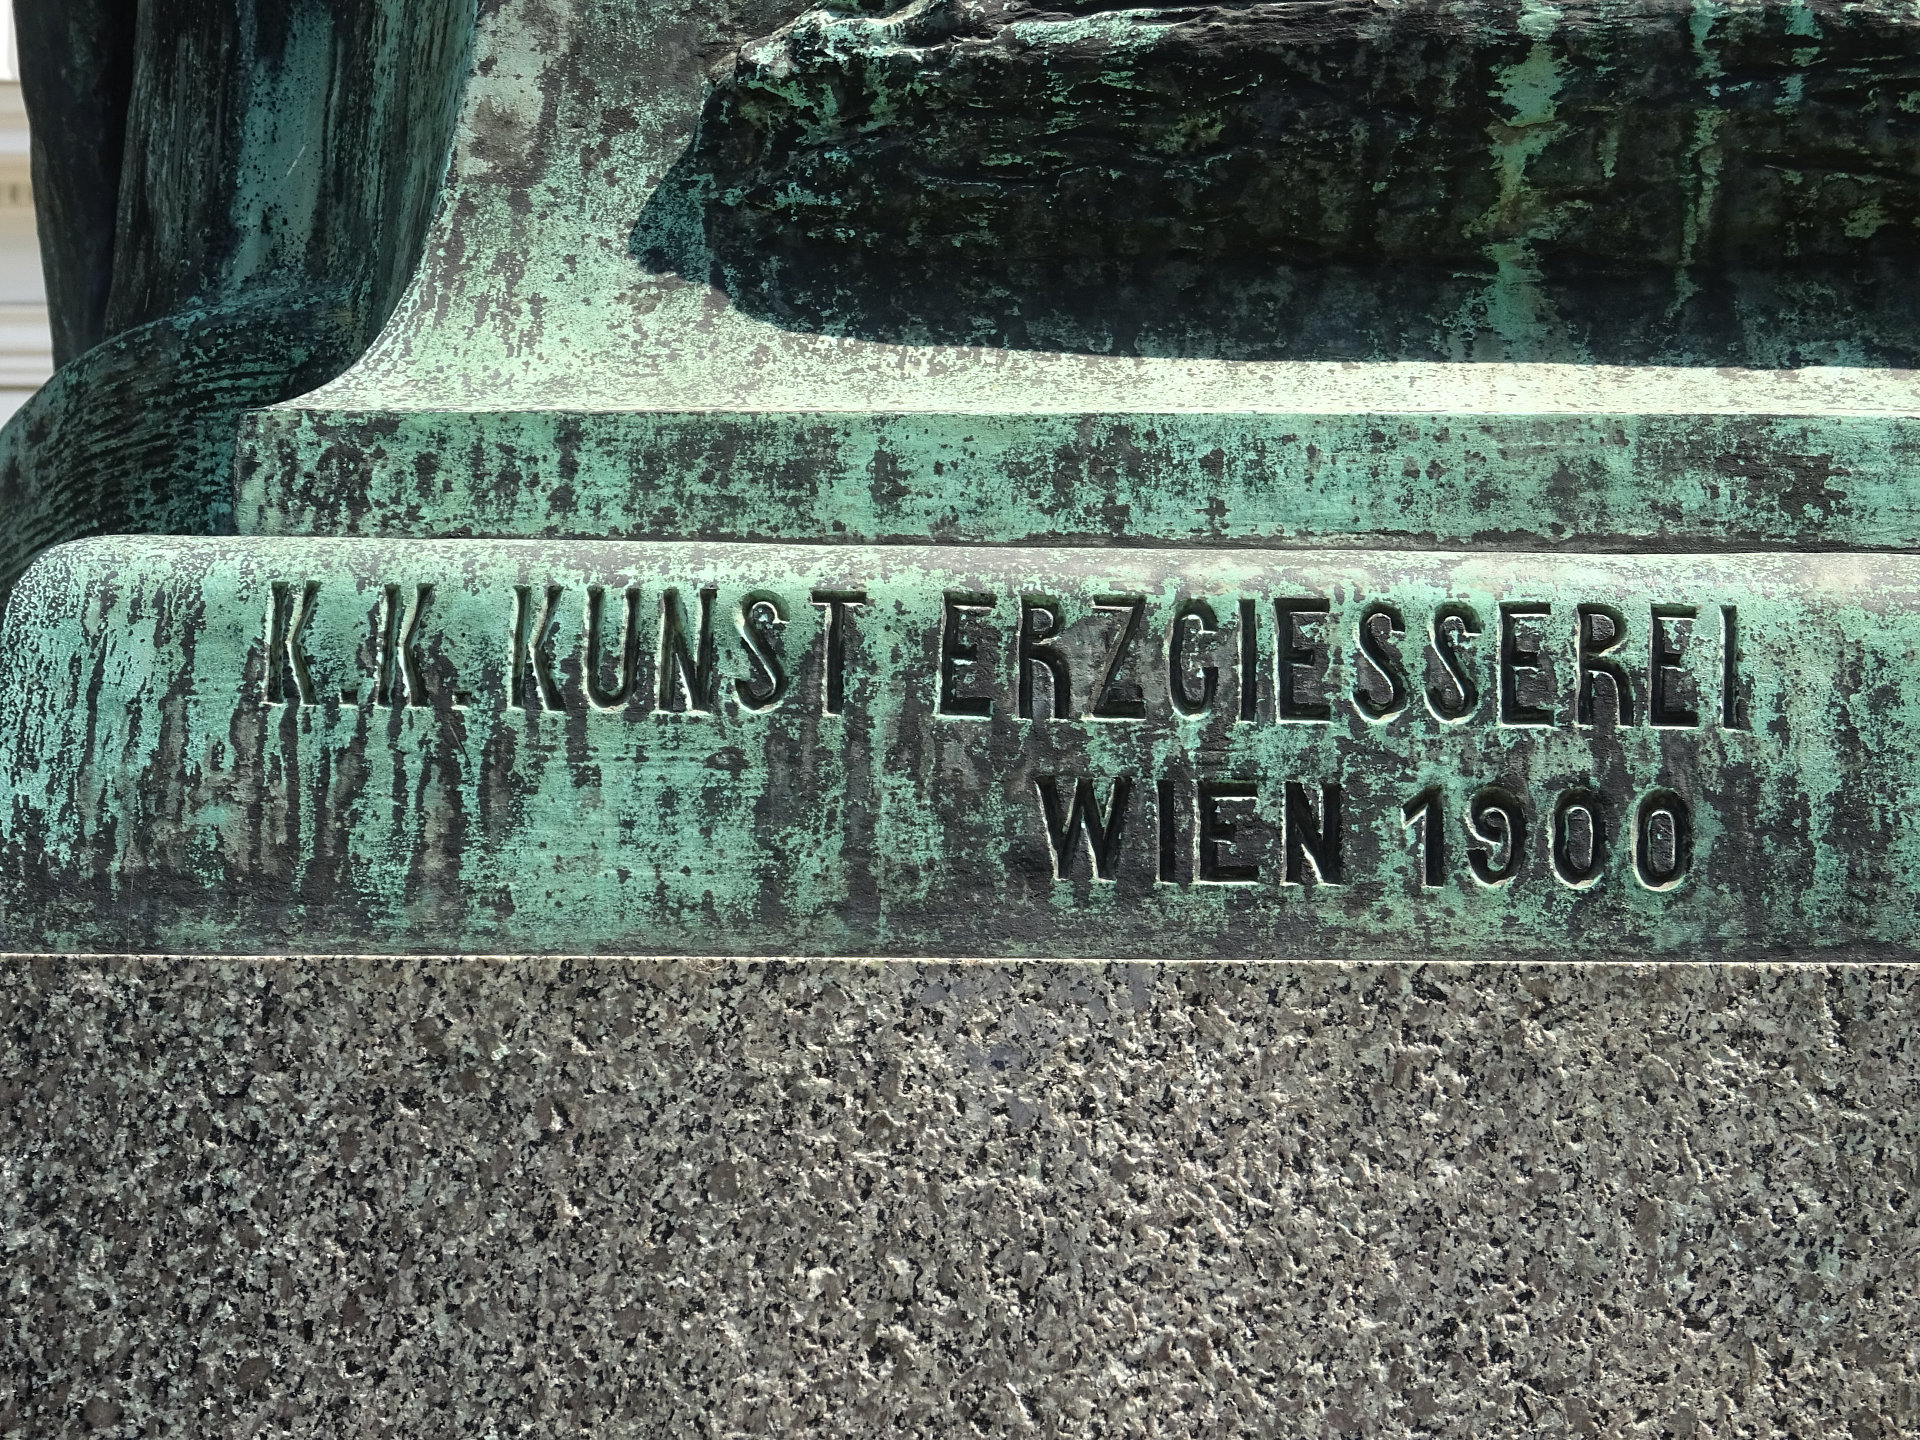 K.K. KUNST ERZGIESSEREI
WIEN 1900